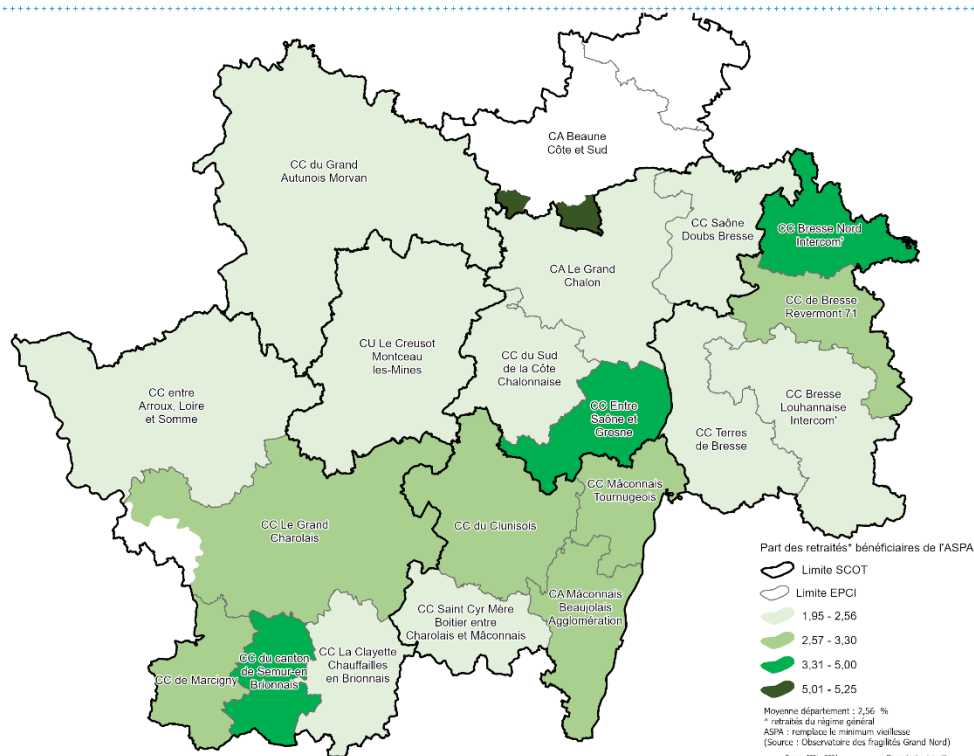 CA Beaune
Côte et Sud
CC du Grand
Autunois Morvan
CC Saône
Doubs Bresse
CC Bresse Nord
Intercom'
CA Le Grand
Chalon
CC de Bresse
Revermont 71
CU Le Creusot
Montceau
les-Mines
CC du Sud
de la Côte
Chalonnaise
CC entre
Arroux, Loire
et Somme
CC Entre
Saône et
Grosne
CC Bresse
Louhannaise
Intercom'
CC Terres
de Bresse
CC Mâconnais
Tournugeois
CC Le Grand
Charolais
CC du Clunisois
CA Mâconnais
Beaujolais
Agglomération
CC Saint Cyr Mère
Boitier entre
Charolais et Mâconnais
CC La Clayette
Chauffailles
en Brionnais
CC du canton
de Semur-en
Brionnais
CC de Marcigny
Part des retraités* bénéficiaires de l'ASPA
Limite SCOT
Limite EPCI
1,95 - 2,56
2,57 - 3,30
3,31 - 5,00
5,01 - 5,25
Moyenne département : 2,56 %
* retraités du régime général
ASPA : remplace le minimum vieillesse
(Source : Observatoire des fragilités Grand Nord)